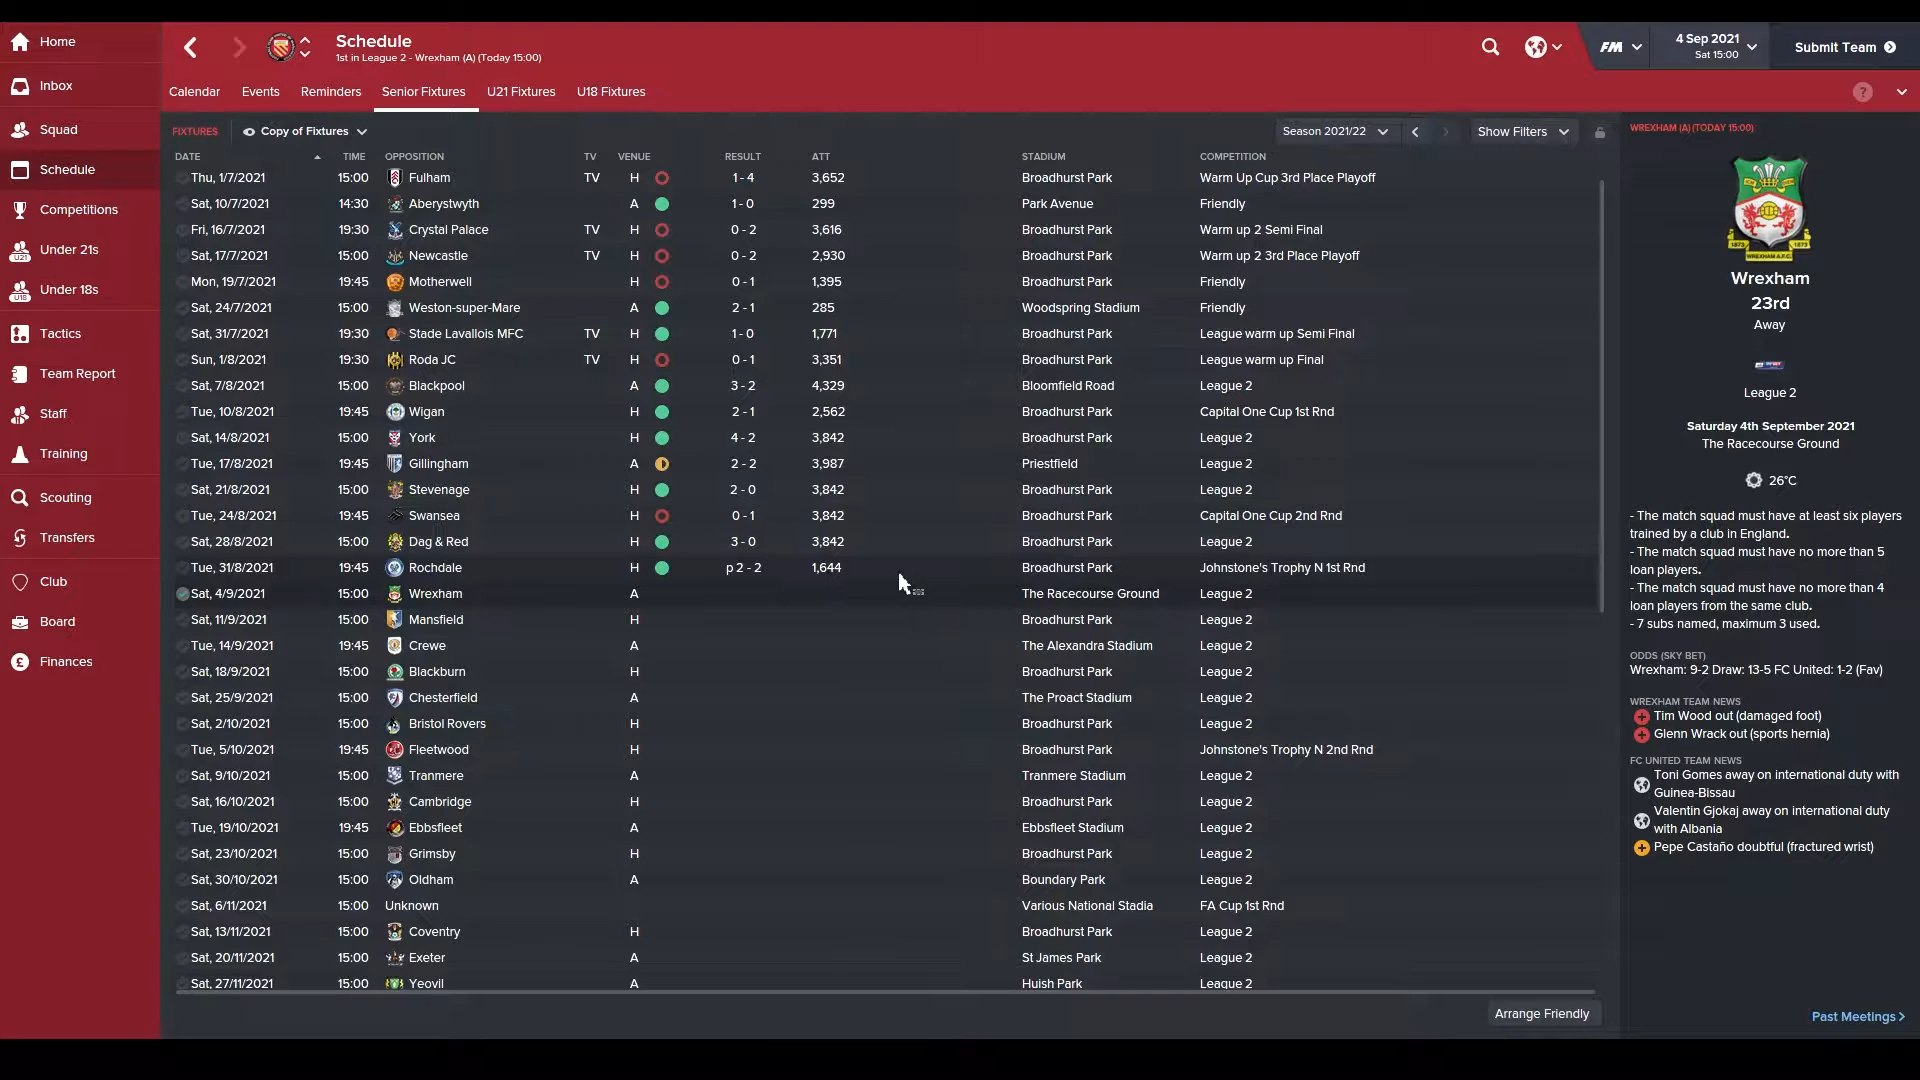 Home
Inbox
Squad
Schedule
Competitions
Under 21s
Under 18s
Tactics
Team Report
Staff
Training
Scouting
Transfers
Club
Board
Finances
Schedule
1st in League 2 - Wrexham (A) (Today 15:00)
FM
4 Sep 2021
Sat 15:00
Submit Team
Calendar Events Reminders Senior Fixtures U21 Fixtures U18 Fixtures
?
FIXTURES Copy of Fixtures Season 2021/22 Show Filters
DATE TIME OPPOSITION TV VENUE RESULT ATT STADIUM COMPETITION
Thu, 1/7/2021 15:00 Fulham TV H 1 - 4 3,652 Broadhurst Park Warm Up Cup 3rd Place Playoff
Sat, 10/7/2021 14:30 Aberystwyth A 1 - 0 299 Park Avenue Friendly
Fri, 16/7/2021 19:30 Crystal Palace TV H 0 - 2 3,616 Broadhurst Park Warm up 2 Semi Final
Sat, 17/7/2021 15:00 Newcastle TV H 0 - 2 2,930 Broadhurst Park Warm up 2 3rd Place Playoff
Mon, 19/7/2021 19:45 Motherwell H 0 - 1 1,395 Broadhurst Park Friendly
Sat, 24/7/2021 15:00 Weston-super-Mare A 2 - 1 285 Woodspring Stadium Friendly
Sat, 31/7/2021 19:30 Stade Lavallois MFC TV H 1 - 0 1,771 Broadhurst Park League warm up Semi Final
Sun, 1/8/2021 19:30 Roda JC TV H 0 - 1 3,351 Broadhurst Park League warm up Final
Sat, 7/8/2021 15:00 Blackpool A 3 - 2 4,329 Bloomfield Road League 2
Tue, 10/8/2021 19:45 Wigan H 2 - 1 2,562 Broadhurst Park Capital One Cup 1st Rnd
Sat, 14/8/2021 15:00 York H 4 - 2 3,842 Broadhurst Park League 2
Tue, 17/8/2021 19:45 Gillingham A 2 - 2 3,987 Priestfield League 2
Sat, 21/8/2021 15:00 Stevenage H 2 - 0 3,842 Broadhurst Park League 2
Tue, 24/8/2021 19:45 Swansea H 0 - 1 3,842 Broadhurst Park Capital One Cup 2nd Rnd
Sat, 28/8/2021 15:00 Dag & Red H 3 - 0 3,842 Broadhurst Park League 2
Tue, 31/8/2021 19:45 Rochdale H p 2 - 2 1,644 Broadhurst Park Johnstone's Trophy N 1st Rnd
Sat, 4/9/2021 15:00 Wrexham A The Racecourse Ground League 2
Sat, 11/9/2021 15:00 Mansfield H Broadhurst Park League 2
Tue, 14/9/2021 19:45 Crewe A The Alexandra Stadium League 2
Sat, 18/9/2021 15:00 Blackburn H Broadhurst Park League 2
Sat, 25/9/2021 15:00 Chesterfield A The Proact Stadium League 2
Sat, 2/10/2021 15:00 Bristol Rovers H Broadhurst Park League 2
Tue, 5/10/2021 19:45 Fleetwood H Broadhurst Park Johnstone's Trophy N 2nd Rnd
Sat, 9/10/2021 15:00 Tranmere A Tranmere Stadium League 2
Sat, 16/10/2021 15:00 Cambridge H Broadhurst Park League 2
Tue, 19/10/2021 19:45 Ebbsfleet A Ebbsfleet Stadium League 2
Sat, 23/10/2021 15:00 Grimsby H Broadhurst Park League 2
Sat, 30/10/2021 15:00 Oldham A Boundary Park League 2
Sat, 6/11/2021 15:00 Unknown Various National Stadia FA Cup 1st Rnd
Sat, 13/11/2021 15:00 Coventry H Broadhurst Park League 2
Sat, 20/11/2021 15:00 Exeter A St James Park League 2
Sat, 27/11/2021 15:00 Yeovil A Huish Park League 2
Arrange Friendly
WREXHAM (A) (TODAY 15:00)
Wrexham
23rd
Away
League 2
Saturday 4th September 2021
The Racecourse Ground
26°C
- The match squad must have at least six players
trained by a club in England.
- The match squad must have no more than 5
loan players.
- The match squad must have no more than 4
loan players from the same club.
- 7 subs named, maximum 3 used.
ODDS (SKY BET)
Wrexham: 9-2 Draw: 13-5 FC United: 1-2 (Fav)
WREXHAM TEAM NEWS
Tim Wood out (damaged foot)
Glenn Wrack out (sports hernia)
FC UNITED TEAM NEWS
Toni Gomes away on international duty with
Guinea-Bissau
Valentin Gjokaj away on international duty
with Albania
Pepe Castaño doubtful (fractured wrist)
Past Meetings